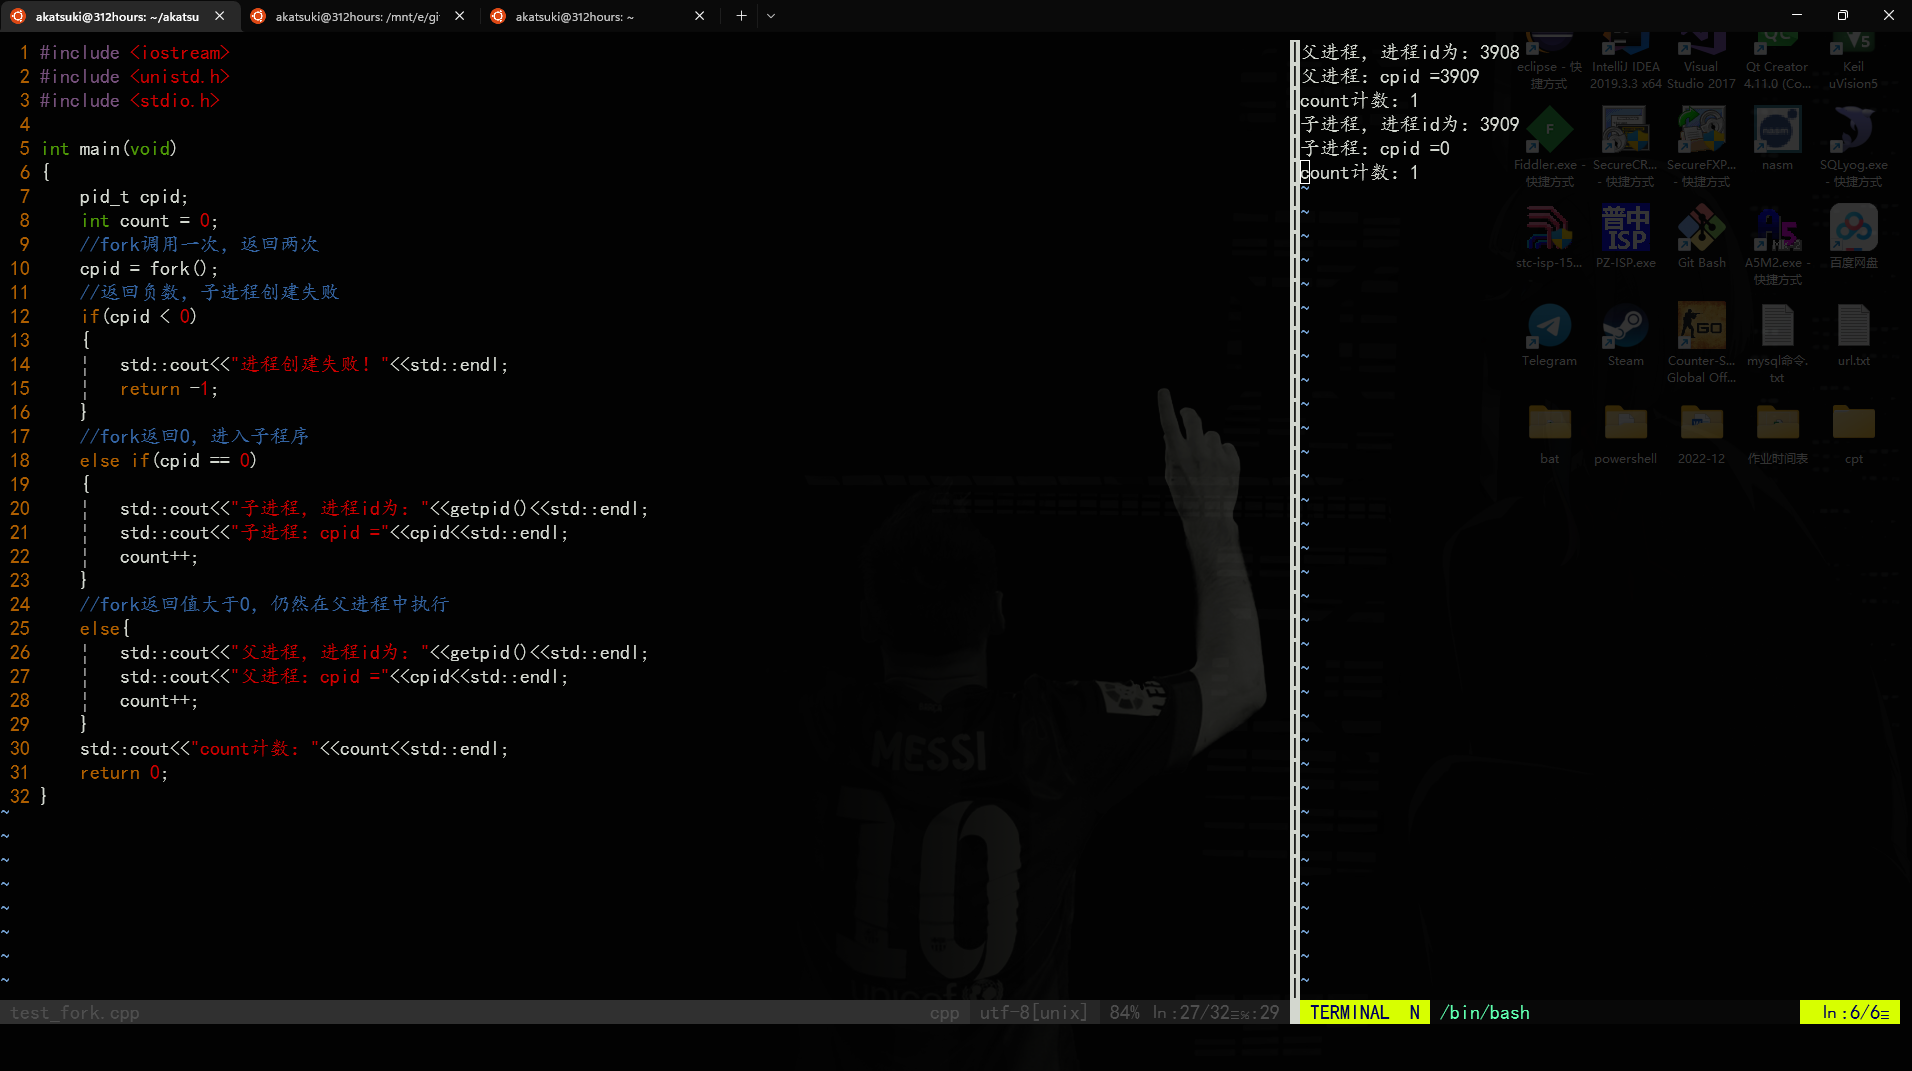 akatsuki@312hours: ~/akatsu
akatsuki@312hours: /mnt/e/gi
akatsuki@312hours: ~
1 #include <iostream>
2 #include <unistd.h>
3 #include <stdio.h>
4
5 int main(void)
6 {
7 pid_t cpid;
8 int count = 0;
9 //fork调用一次，返回两次
10 cpid = fork();
11 //返回负数，子进程创建失败
12 if(cpid < 0)
13 {
14 ¦ std::cout<<"进程创建失败！"<<std::endl;
15 ¦ return -1;
16 }
17 //fork返回0，进入子程序
18 else if(cpid == 0)
19 {
20 ¦ std::cout<<"子进程，进程id为："<<getpid()<<std::endl;
21 ¦ std::cout<<"子进程：cpid ="<<cpid<<std::endl;
22 ¦ count++;
23 }
24 //fork返回值大于0，仍然在父进程中执行
25 else{
26 ¦ std::cout<<"父进程，进程id为："<<getpid()<<std::endl;
27 ¦ std::cout<<"父进程：cpid ="<<cpid<<std::endl;
28 ¦ count++;
29 }
30 std::cout<<"count计数："<<count<<std::endl;
31 return 0;
32 }
test_fork.cpp
cpp
utf-8[unix]
84% ln:27/32≡℅:29
父进程，进程id为：3908
父进程：cpid =3909
count计数：1
子进程，进程id为：3909
子进程：cpid =0
count计数：1
TERMINAL N /bin/bash
ln:6/6≡
eclipse - 快捷方式
IntelliJ IDEA 2019.3.3 x64
Visual Studio 2017
Qt Creator 4.11.0 (Co...
Keil uVision5
Fiddler.exe - 快捷方式
SecureCR... - 快捷方式
SecureFXP... - 快捷方式
nasm
SQLyog.exe - 快捷方式
普中
ISP
stc-isp-15...
PZ-ISP.exe
Git Bash
A5M2.exe - 快捷方式
百度网盘
Telegram
Steam
GO
Counter-S... Global Off...
mysql命令.txt
url.txt
bat
powershell
2022-12
作业时间表
cpt
MESSI
10
unicef